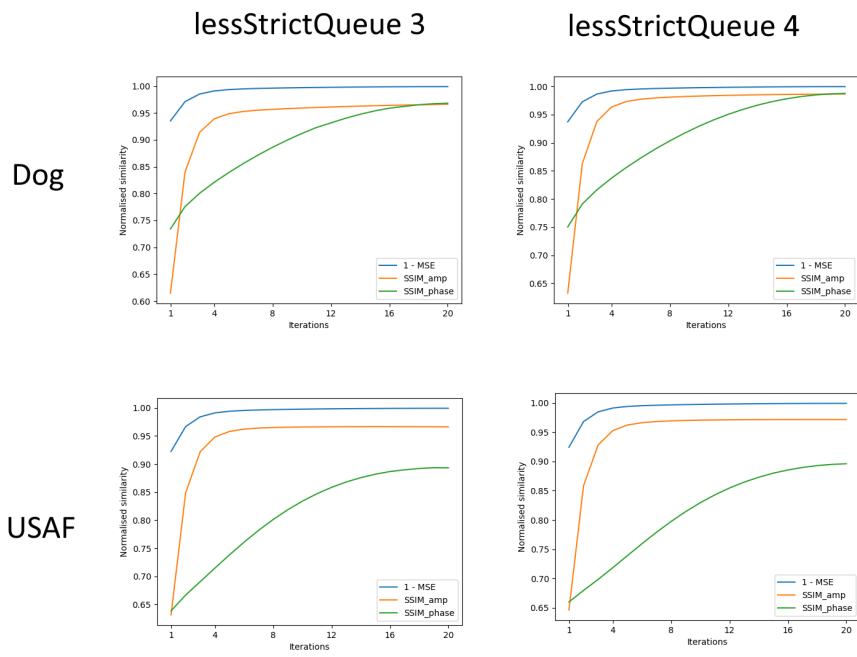 lessStrictQueue 3
lessStrictQueue 4
Dog
USAF
Normalised similarity
1.00
0.95
0.90
0.85
0.80
0.75
0.70
0.65
0.60
1 4 8 12 16 20
Iterations
1 - MSE
SSIM_amp
SSIM_phase
Normalised similarity
1.00
0.95
0.90
0.85
0.80
0.75
0.70
0.65
1 4 8 12 16 20
Iterations
1 - MSE
SSIM_amp
SSIM_phase
Normalised similarity
1.00
0.95
0.90
0.85
0.80
0.75
0.70
0.65
1 4 8 12 16 20
Iterations
1 - MSE
SSIM_amp
SSIM_phase
Normalised similarity
1.00
0.95
0.90
0.85
0.80
0.75
0.70
0.65
1 4 8 12 16 20
Iterations
1 - MSE
SSIM_amp
SSIM_phase